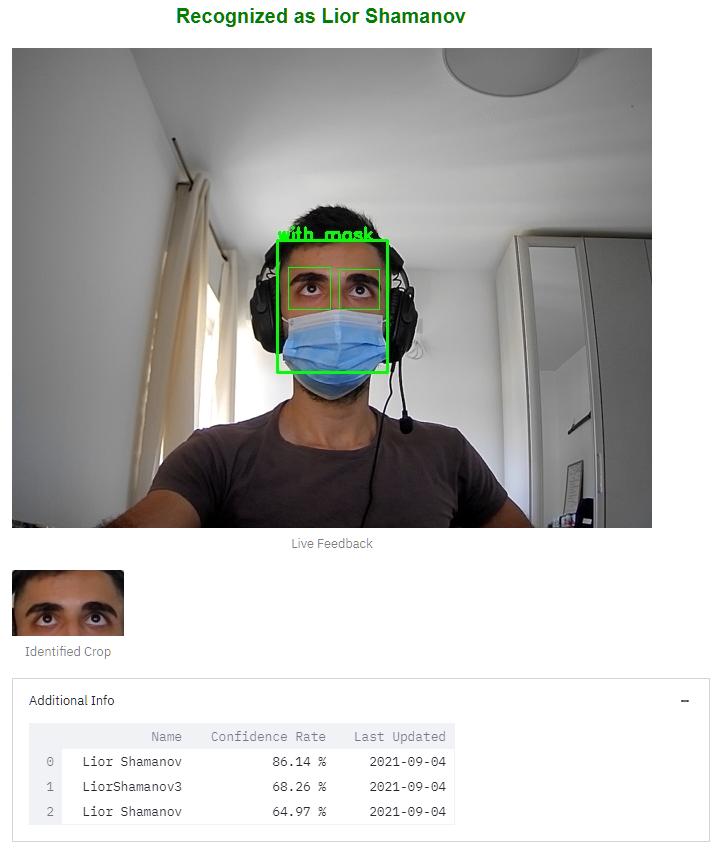 Recognized as Lior Shamanov
with_mask
Live Feedback
Identified Crop
Additional Info
Name Confidence Rate Last Updated
0 Lior Shamanov 86.14 % 2021-09-04
1 LiorShamanov3 68.26 % 2021-09-04
2 Lior Shamanov 64.97 % 2021-09-04